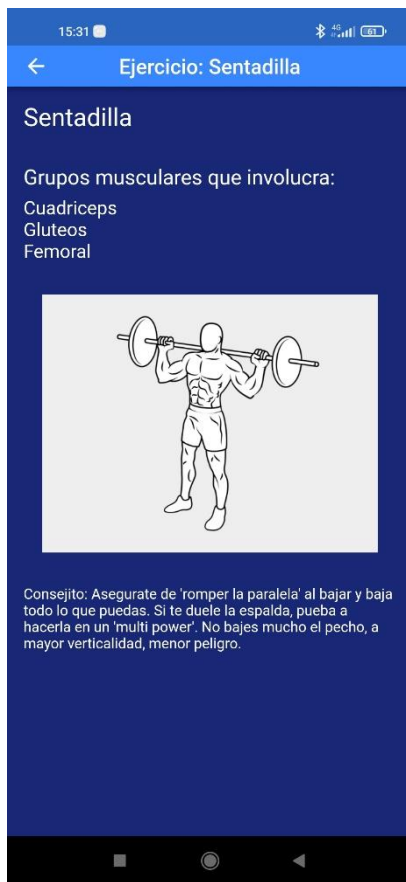 15:31
4G
61
Ejercicio: Sentadilla
Sentadilla
Grupos musculares que involucra:
Cuadriceps
Gluteos
Femoral
Consejito: Asegurate de 'romper la paralela' al bajar y baja
todo lo que puedas. Si te duele la espalda, pueba a
hacerla en un 'multi power'. No bajes mucho el pecho, a
mayor verticalidad, menor peligro.